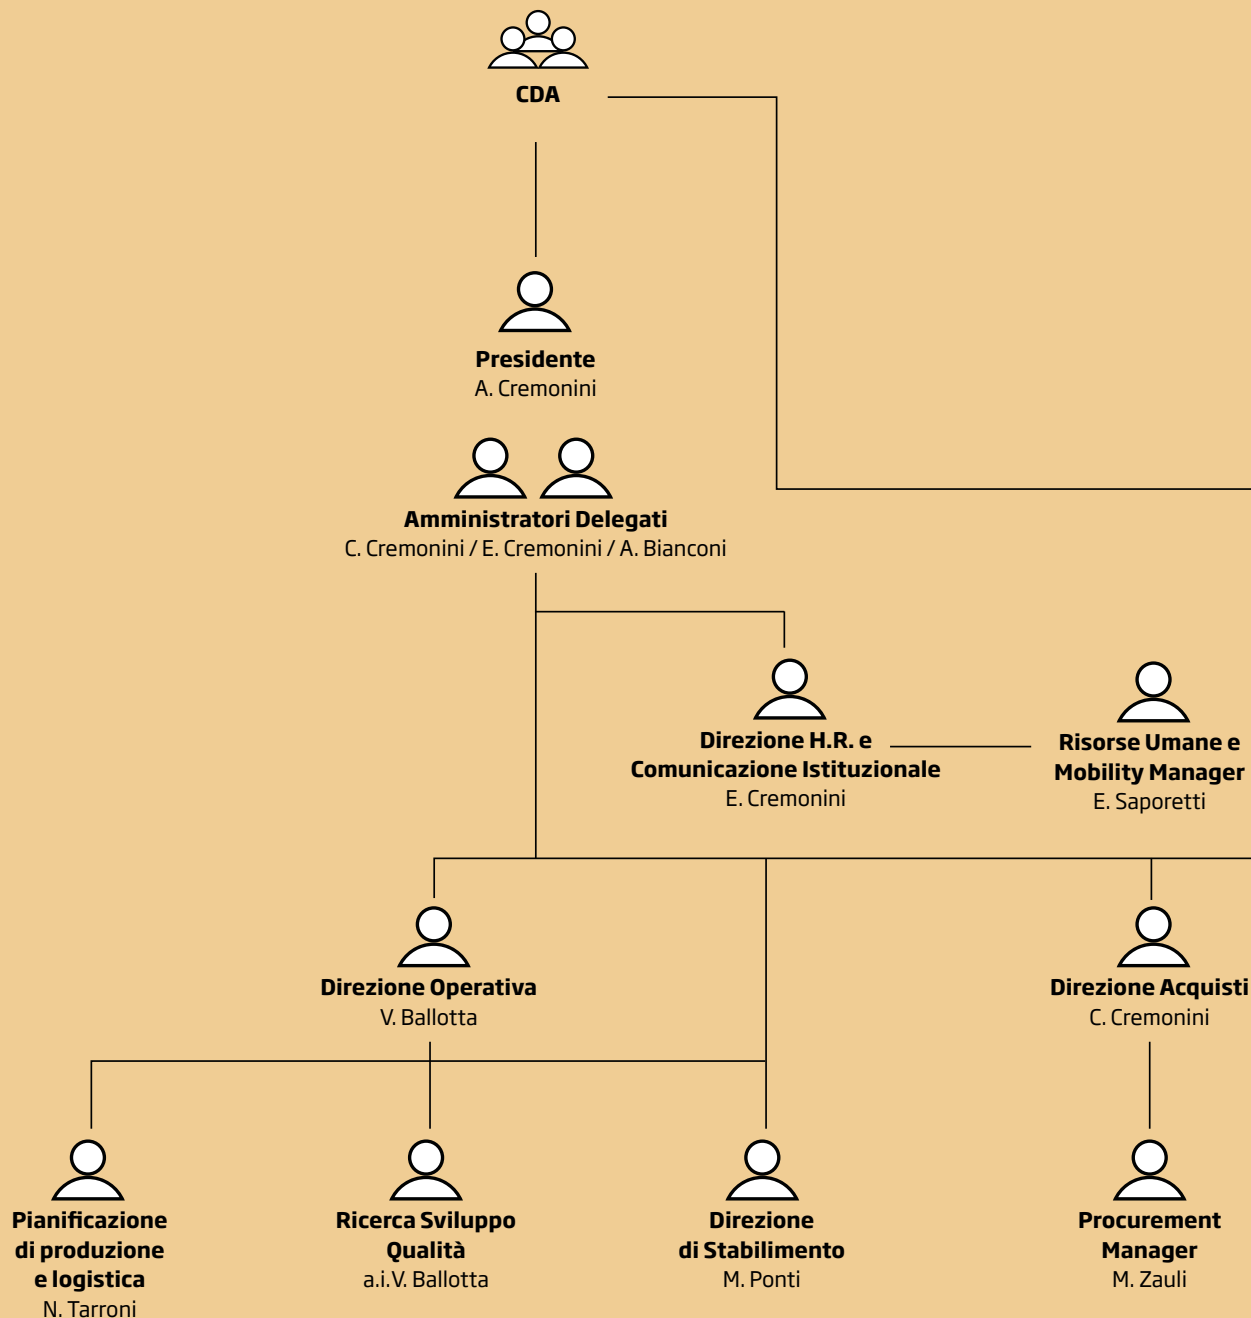 CDA
Presidente
A. Cremonini
Amministratori Delegati
C. Cremonini / E. Cremonini / A. Bianconi
Direzione H.R. e
Comunicazione Istituzionale
E. Cremonini
Risorse Umane e
Mobility Manager
E. Saporetti
Direzione Operativa
V. Ballotta
Direzione Acquisti
C. Cremonini
Pianificazione
di produzione
e logistica
N. Tarroni
Ricerca Sviluppo
Qualità
a.i.V. Ballotta
Direzione
di Stabilimento
M. Ponti
Procurement
Manager
M. Zauli